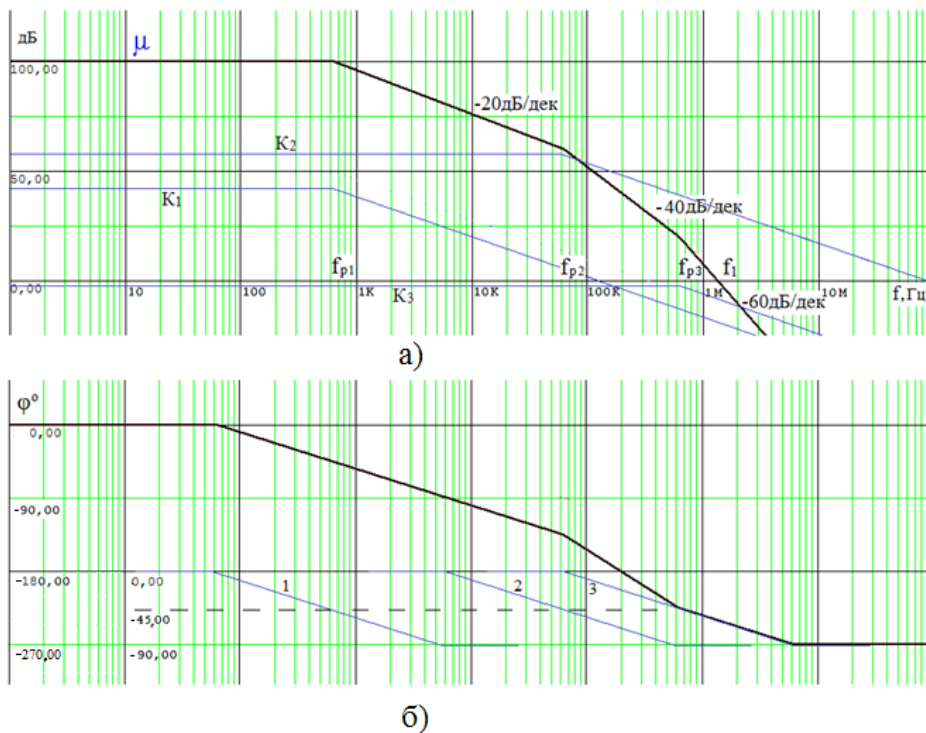 дБ
μ
100,00
-20дБ/дек
K2
50,00
K1
-40дБ/дек
fp1 fp2 fp3 f1
0,00 10 100 1K 10K 100K 1M 10M f,Гц
K3
-60дБ/дек
а)
φº
0,00
-90,00
-180,00 0,00 1 2 3
-45,00
-270,00 -90,00
б)